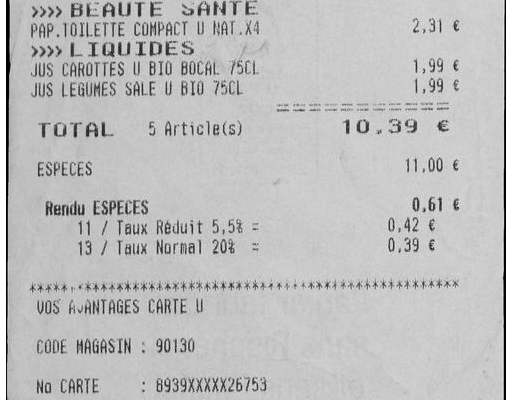 >>>> BEAUTE SANTE
PAP.TOILETTE COMPACT U NAT.X4 2,31 €
>>>> LIQUIDES
JUS CAROTTES U BIO BOCAL 75CL 1,99 €
JUS LEGUMES SALE U BIO 75CL 1,99 €
===============
TOTAL 5 Article(s) 10,39 €
ESPECES 11,00 €
Rendu ESPECES 0,61 €
11 / Taux Réduit 5,5% = 0,42 €
13 / Taux Normal 20% = 0,39 €
*****.*****************************.********************
VOS AVANTAGES CARTE U
CODE MAGASIN : 90130
No CARTE : 8939XXXXX26753